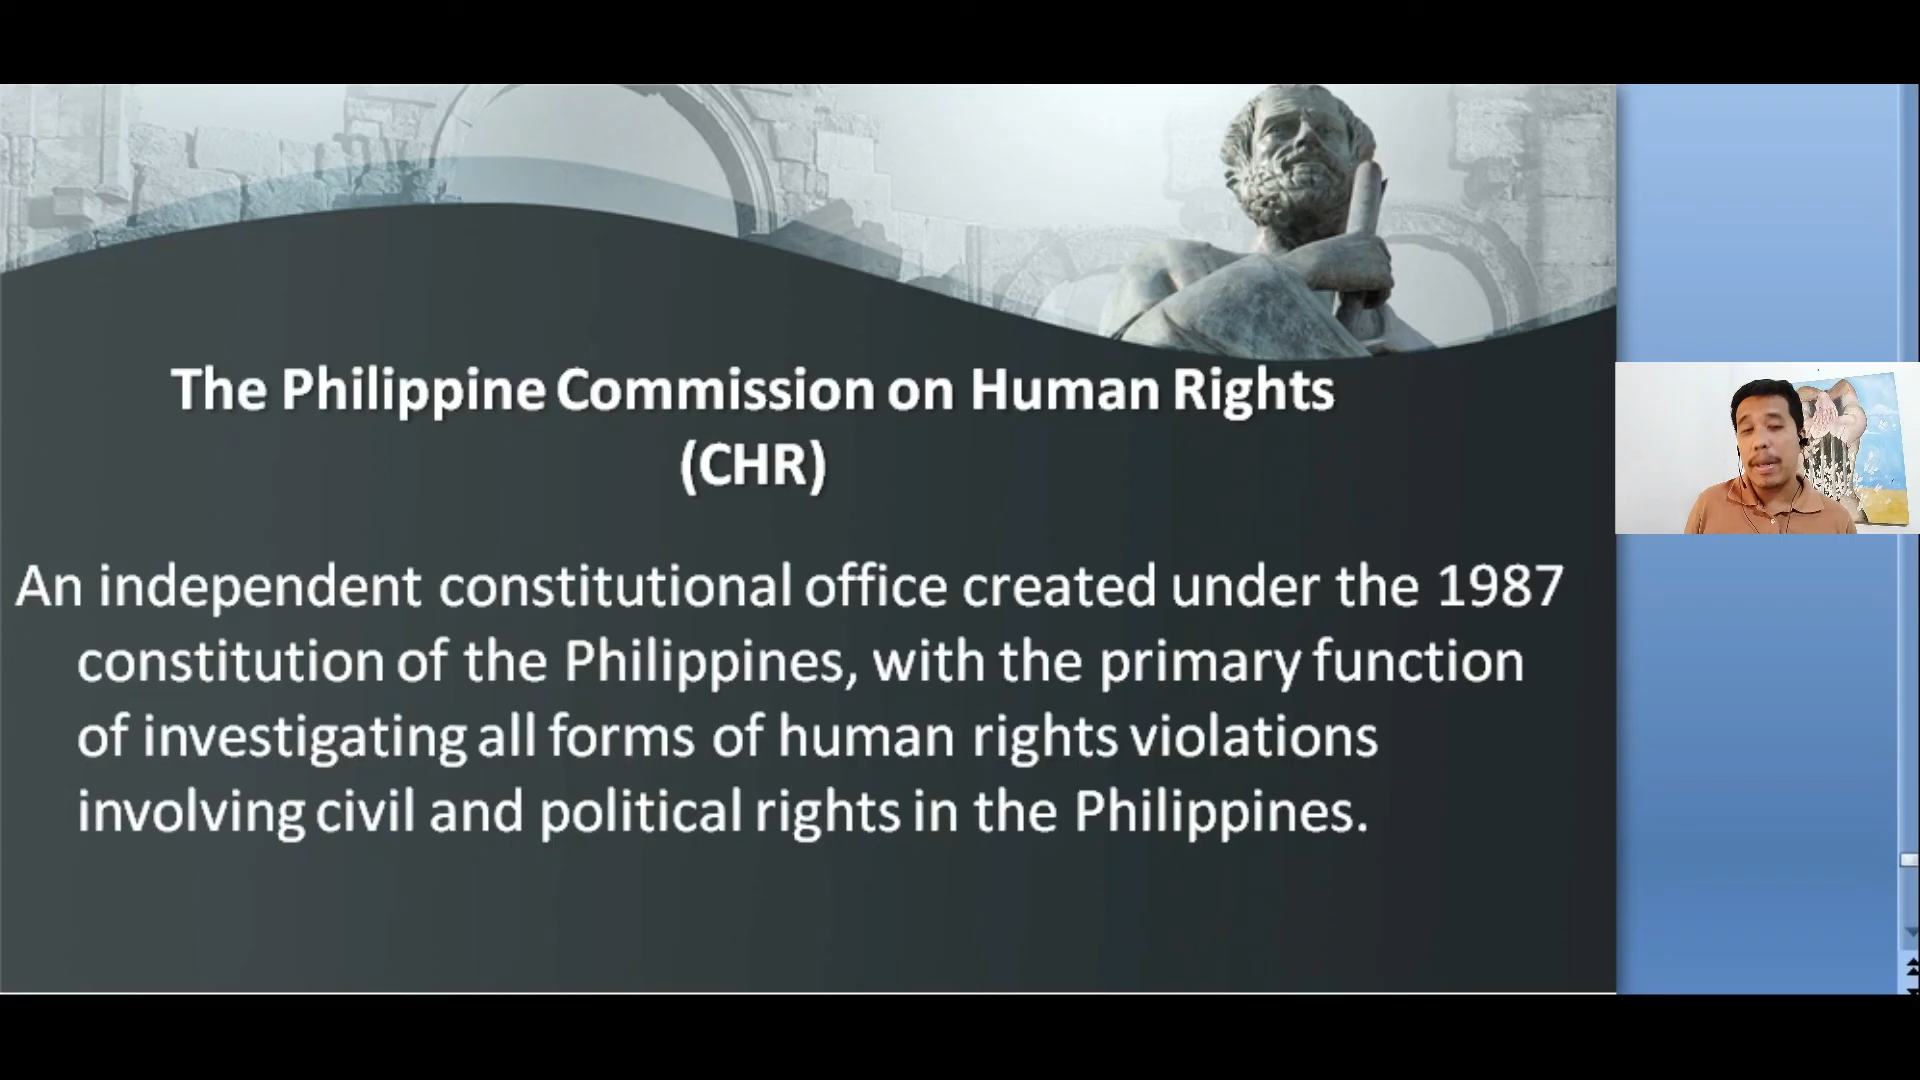 The Philippine Commission on Human Rights
(CHR)
An independent constitutional office created under the 1987
constitution of the Philippines, with the primary function
of investigating all forms of human rights violations
involving civil and political rights in the Philippines.